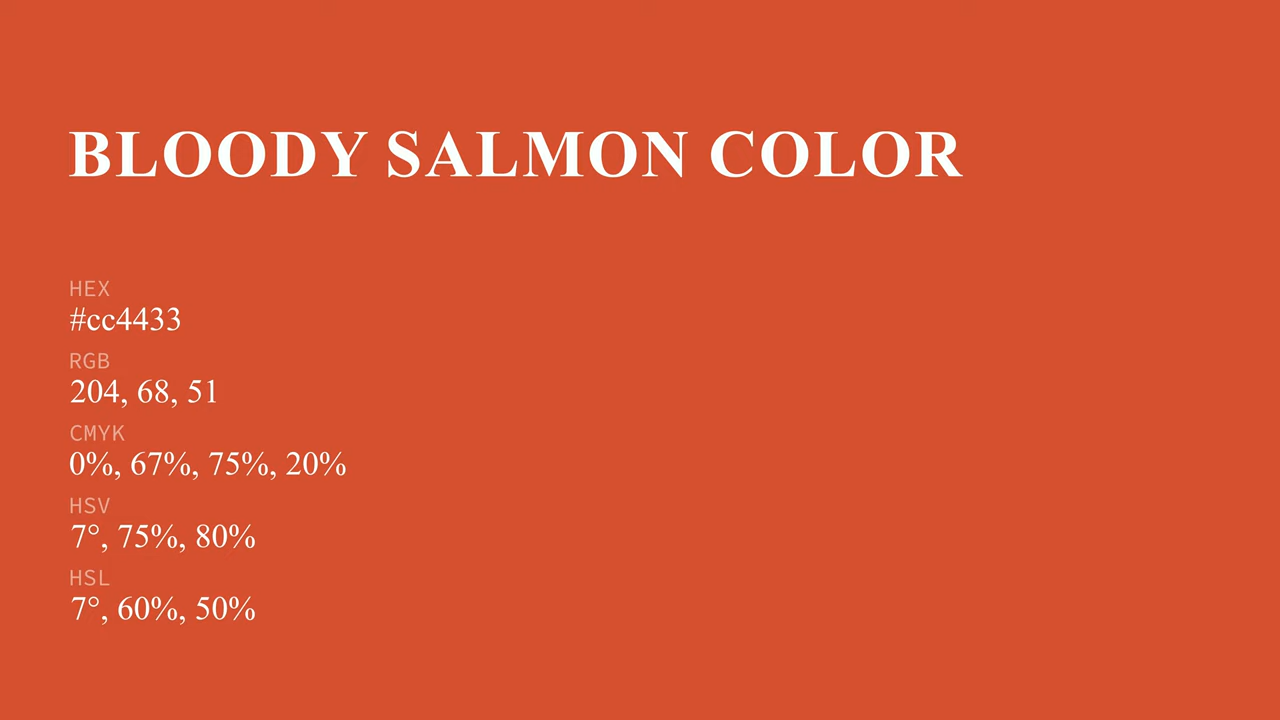 BLOODY SALMON COLOR
HEX
#cc4433
RGB
204, 68, 51
CMYK
0%, 67%, 75%, 20%
HSV
7°, 75%, 80%
HSL
7°, 60%, 50%